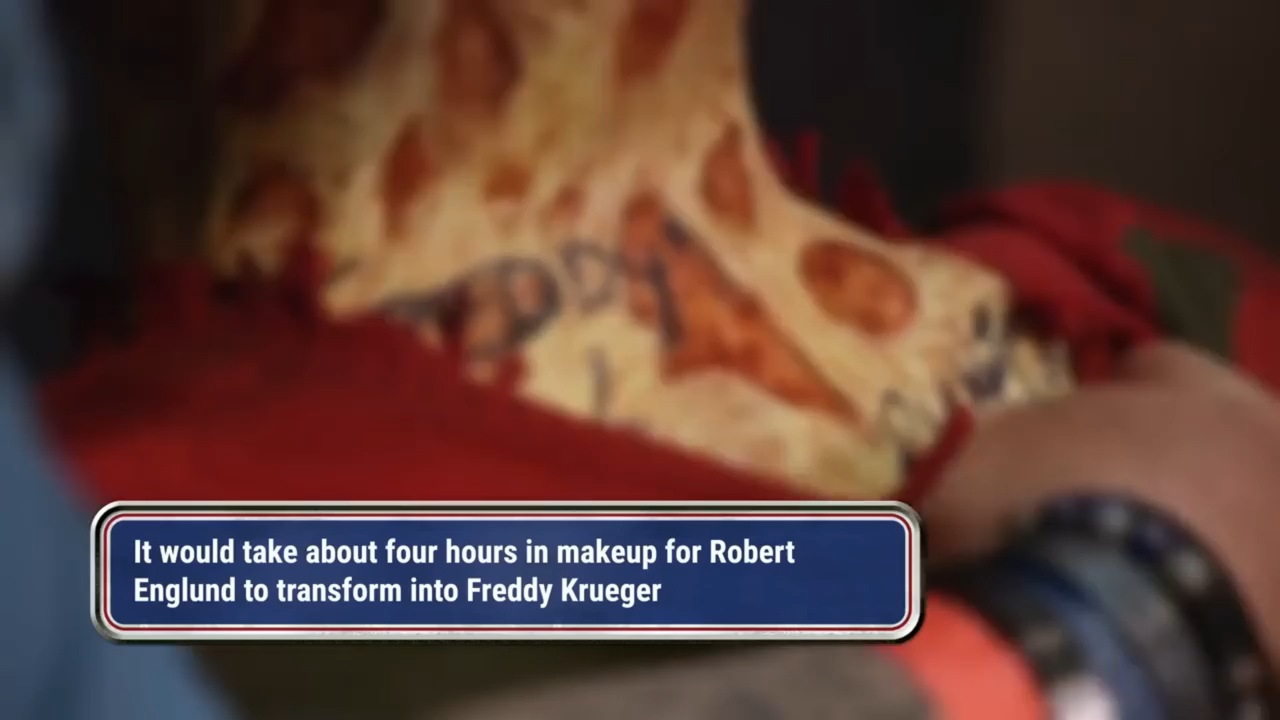 It would take about four hours in makeup for Robert
Englund to transform into Freddy Krueger